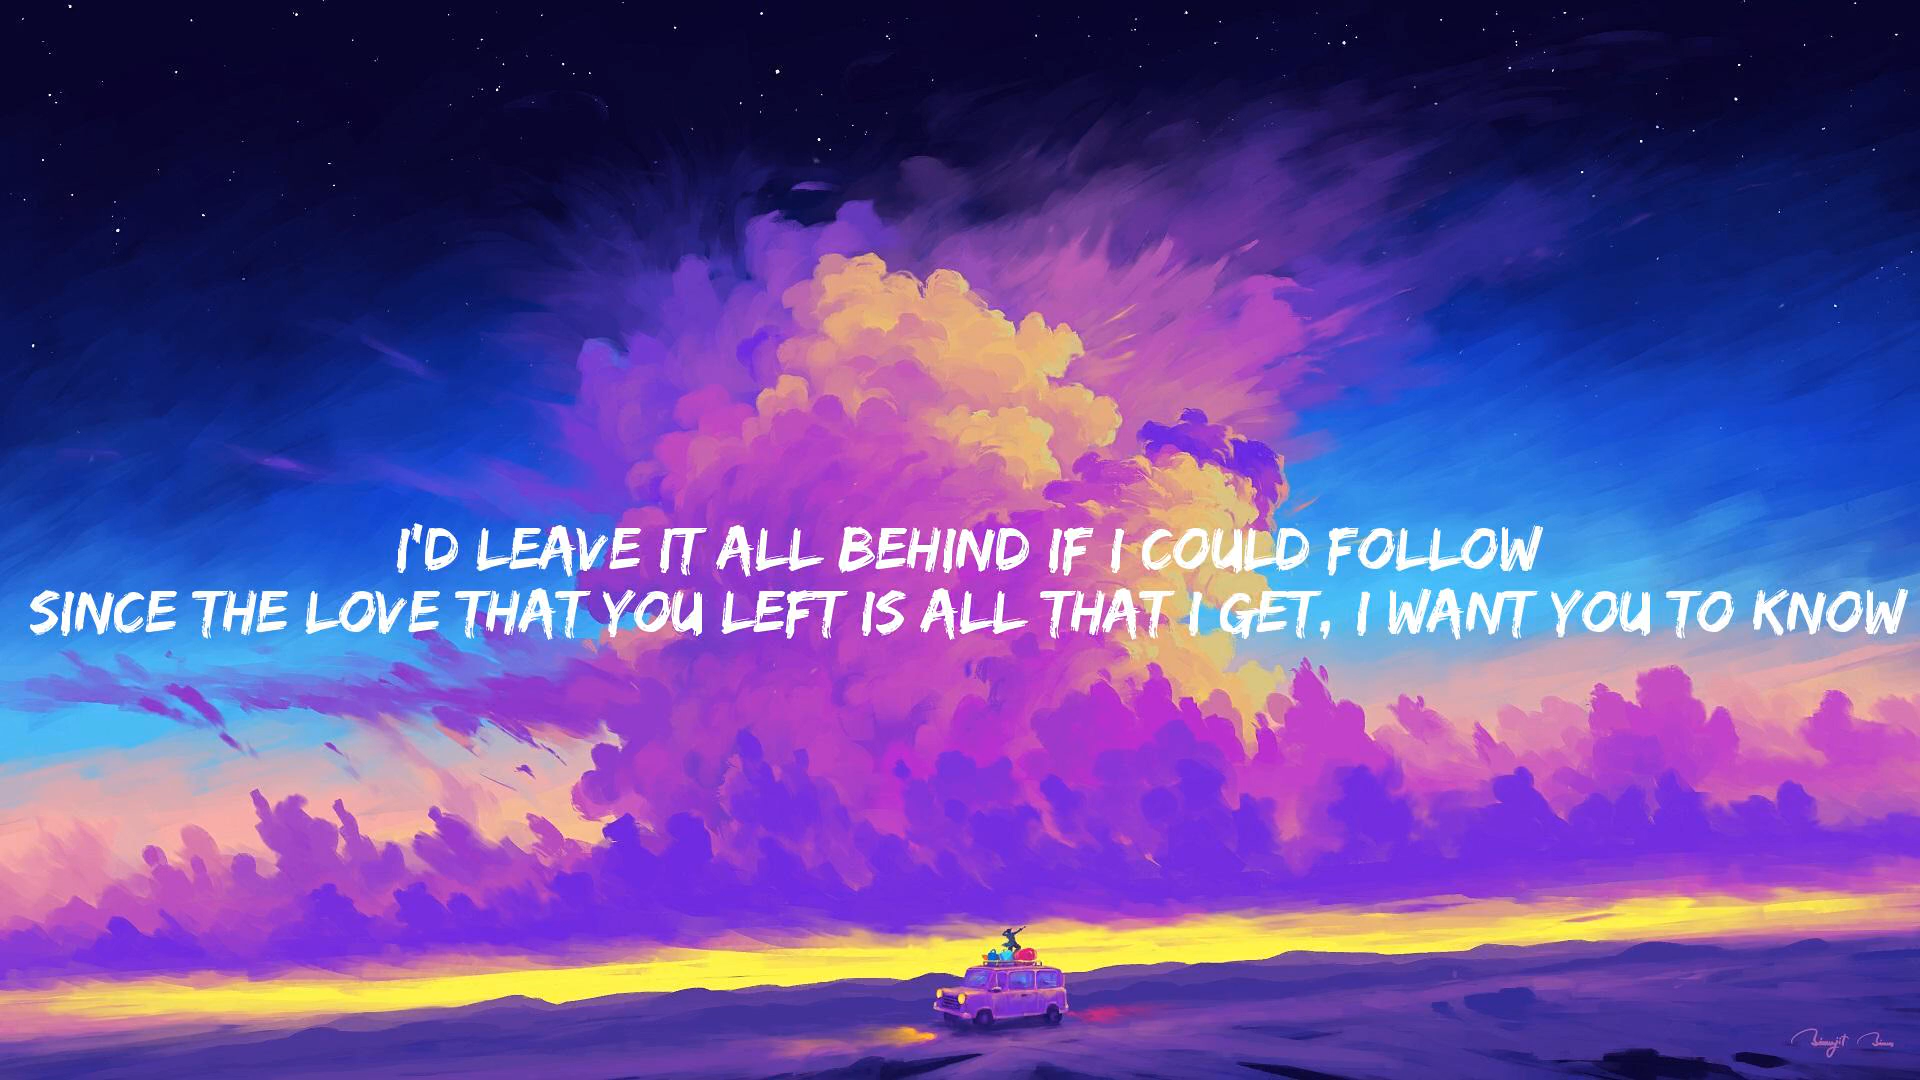 I'D LEAVE IT ALL BEHIND IF I COULD FOLLOW
SINCE THE LOVE THAT YOU LEFT IS ALL THAT I GET, I WANT YOU TO KNOW